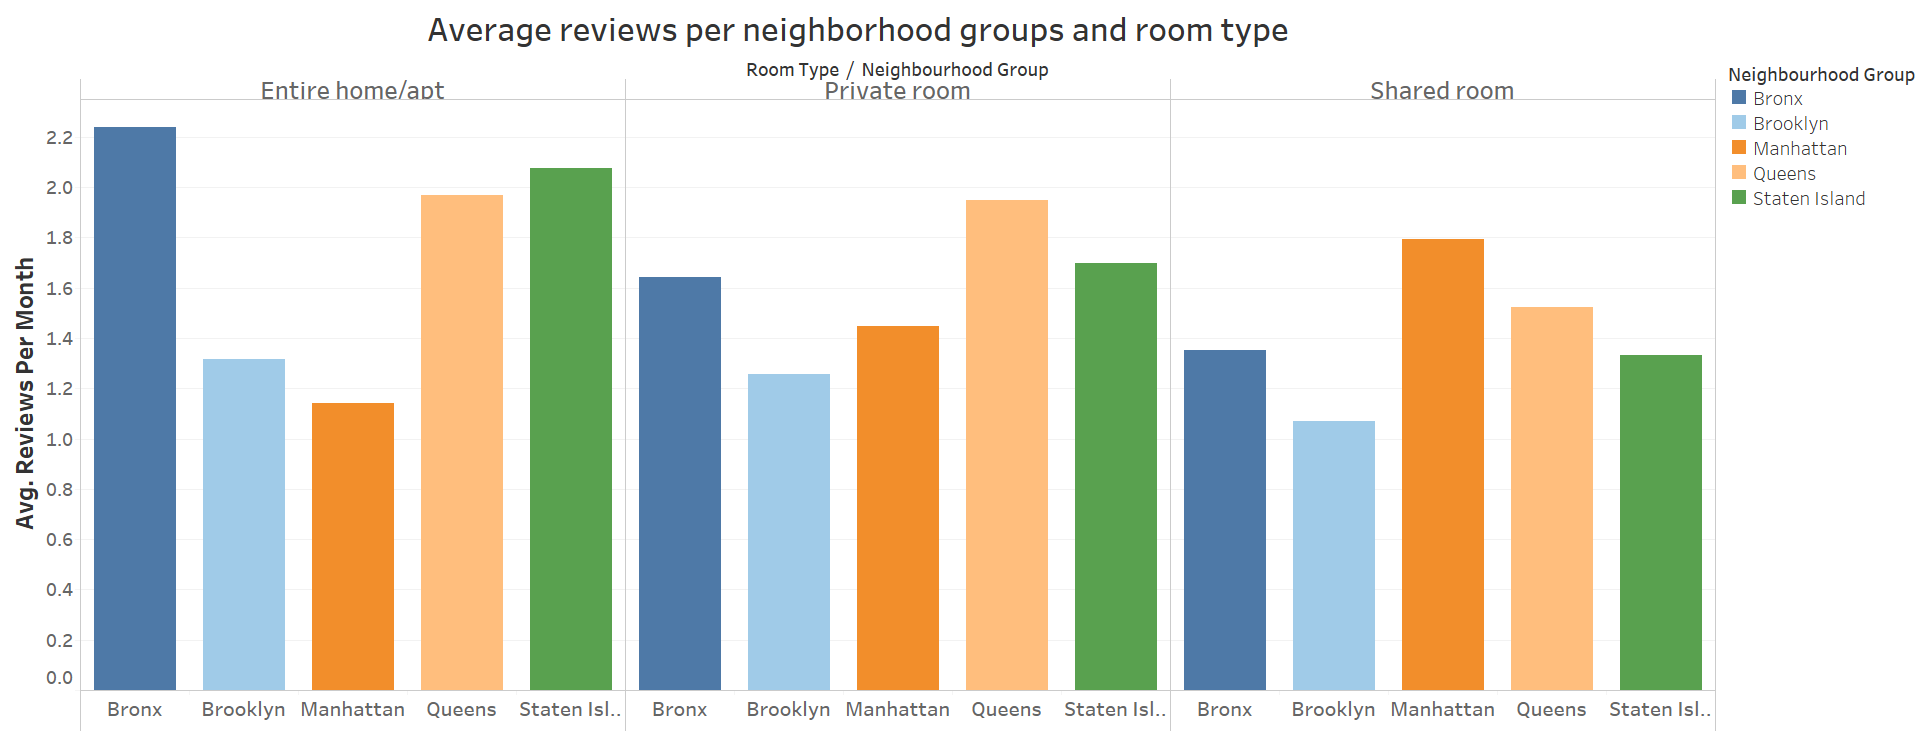 Average reviews per neighborhood groups and room type
Room Type / Neighbourhood Group
Entire home/apt Private room Shared room
Neighbourhood Group
Bronx
Brooklyn
Manhattan
Queens
Staten Island
Avg. Reviews Per Month
2.2
2.0
1.8
1.6
1.4
1.2
1.0
0.8
0.6
0.4
0.2
0.0
Bronx Brooklyn Manhattan Queens Staten Isl.. Bronx Brooklyn Manhattan Queens Staten Isl.. Bronx Brooklyn Manhattan Queens Staten Isl..